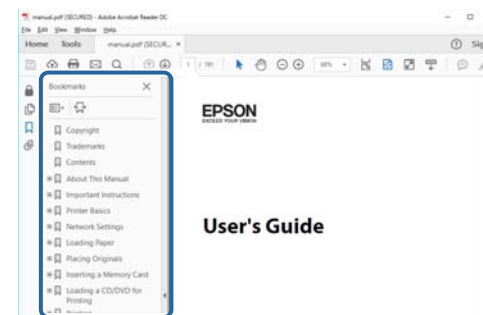 manual.pdf (SECURED) - Adobe Acrobat Reader DC
File Edit View Window Help
Home Tools manual.pdf (SECUR... ×
1 / 191
Bookmarks
Copyright
Trademarks
Contents
About This Manual
Important Instructions
Printer Basics
Network Settings
Loading Paper
Placing Originals
Inserting a Memory Card
Loading a CD/DVD for
Printing
EPSON
EXCEED YOUR VISION
User's Guide